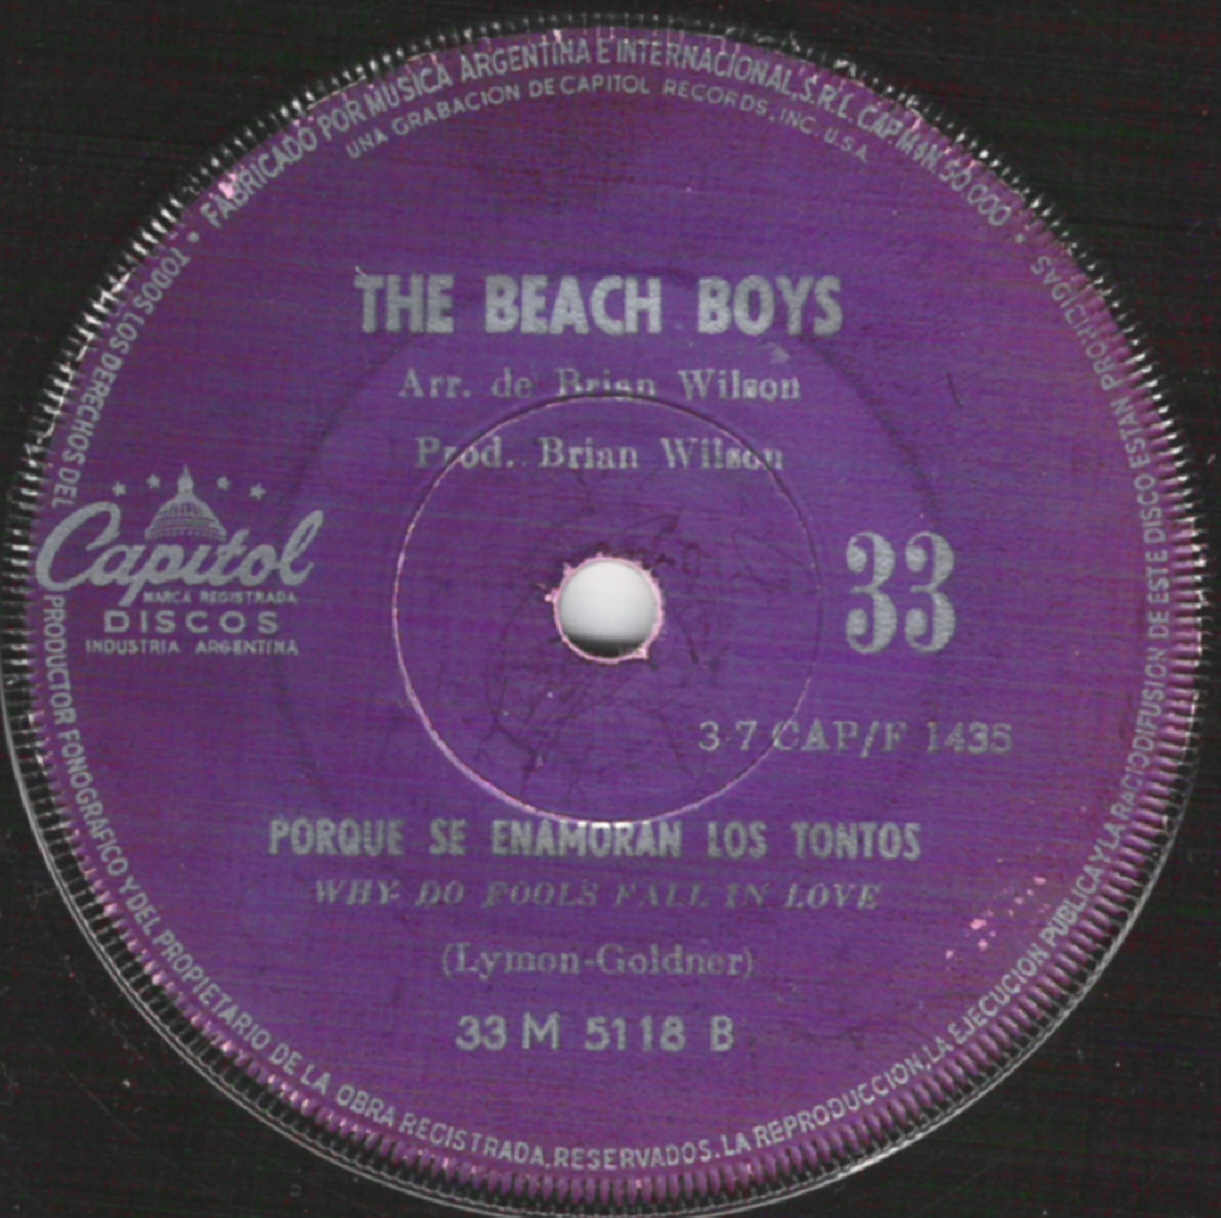 FABRICADO POR MUSICA ARGENTINA E INTERNACIONAL, S.R.L. CAP. M$N. 50.000
UNA GRABACION DE CAPITOL RECORDS, INC. U.S.A.
THE BEACH BOYS
Arr. de Brian Wilson
Prod. Brian Wilson
Capitol
MARCA REGISTRADA
DISCOS
INDUSTRIA ARGENTINA
33
3-7 CAP/F 1435
PORQUE SE ENAMORAN LOS TONTOS
WHY DO FOOLS FALL IN LOVE
(Lymon-Goldner)
33 M 5118 B
TODOS LOS DERECHOS DEL PRODUCTOR FONOGRAFICO Y DEL PROPIETARIO DE LA OBRA REGISTRADA, RESERVADOS. LA REPRODUCCION, LA EJECUCION PUBLICA Y LA RADIODIFUSION DE ESTE DISCO ESTAN PROHIBIDAS